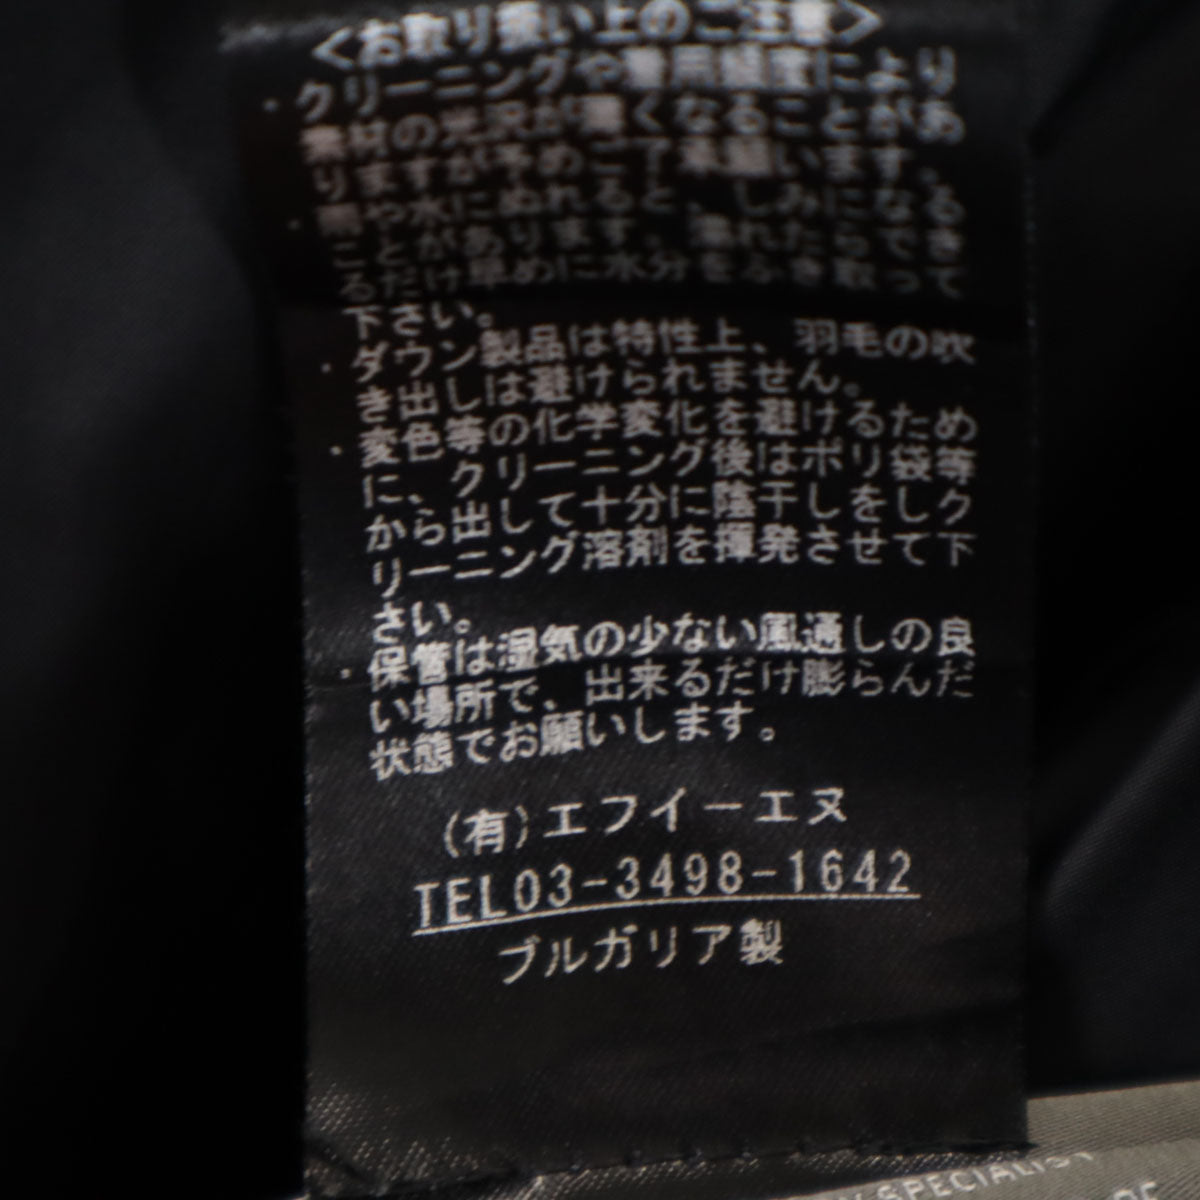 <お取り扱い上のご注意>
・クリーニングや着用頻度により
素材の光沢が薄くなることがあ
りますが予めご了承願います。
・雨や水にぬれると、しみになる
ことがあります。濡れたらでき
るだけ早めに水分をふき取って
下さい。
・ダウン製品は特性上、羽毛の吹
き出しは避けられません。
・変色等の化学変化を避けるため
に、クリーニング後はポリ袋等
から出して十分に陰干しをしク
リーニング溶剤を揮発させて下
さい。
・保管は湿気の少ない風通しの良
い場所で、出来るだけ膨らんだ
状態でお願いします。
(有)エフイーエヌ
TEL03-3498-1642
ブルガリア製
SPECIALIST